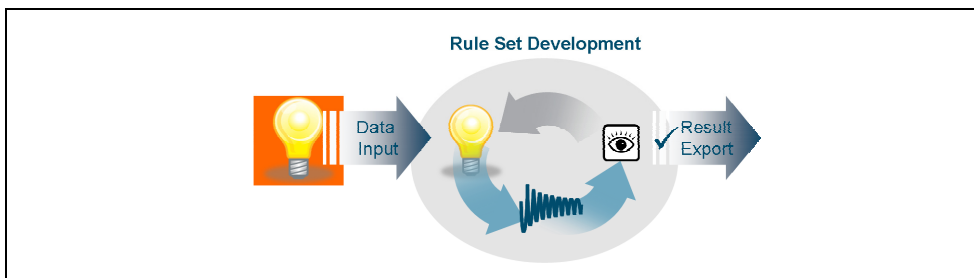 Rule Set Development
Data
Input
Result
Export